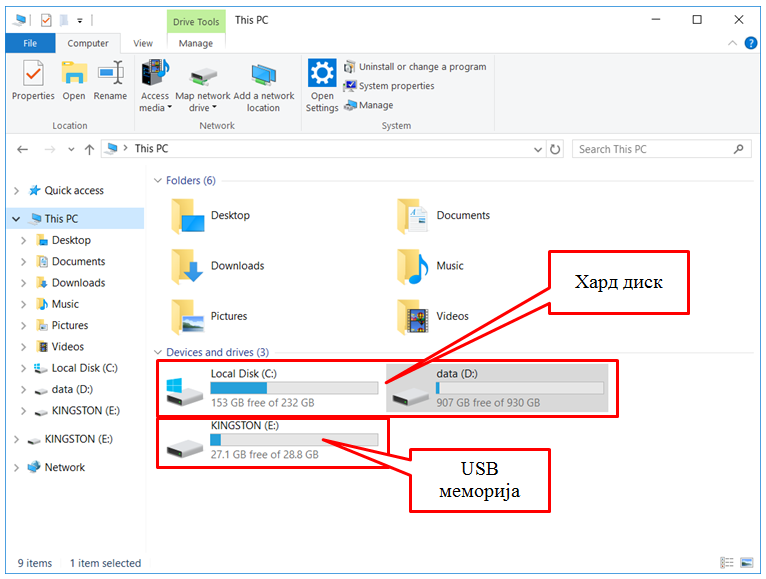 Drive Tools
This PC
File
Computer
View
Manage
Properties
Open
Rename
Access media
Map network drive
Add a network location
Open Settings
Uninstall or change a program
System properties
Manage
Location
Network
System
This PC
Search This PC
Quick access
This PC
Desktop
Documents
Downloads
Music
Pictures
Videos
Local Disk (C:)
data (D:)
KINGSTON (E:)
KINGSTON (E:)
Network
Folders (6)
Desktop
Documents
Downloads
Music
Pictures
Videos
Хард диск
Devices and drives (3)
Local Disk (C:)
153 GB free of 232 GB
data (D:)
907 GB free of 930 GB
KINGSTON (E:)
27.1 GB free of 28.8 GB
USB
меморија
9 items
1 item selected